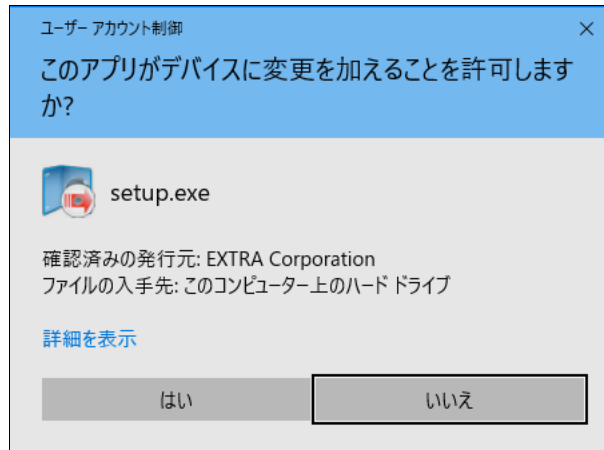 ユーザー アカウント制御
このアプリがデバイスに変更を加えることを許可します
か?
setup.exe
確認済みの発行元: EXTRA Corporation
ファイルの入手先: このコンピューター上のハード ドライブ
詳細を表示
はい
いいえ